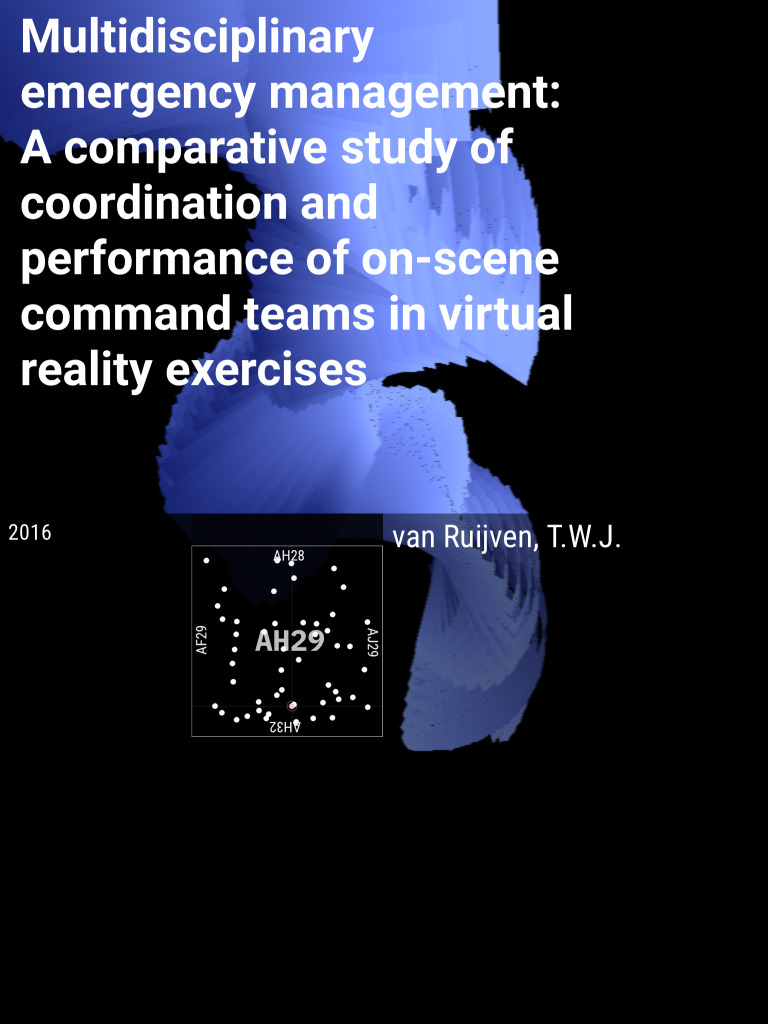 Multidisciplinary
emergency management:
A comparative study of
coordination and
performance of on-scene
command teams in virtual
reality exercises
2016
van Ruijven, T.W.J.
AH28
AF29
AH29
AJ29
AH32